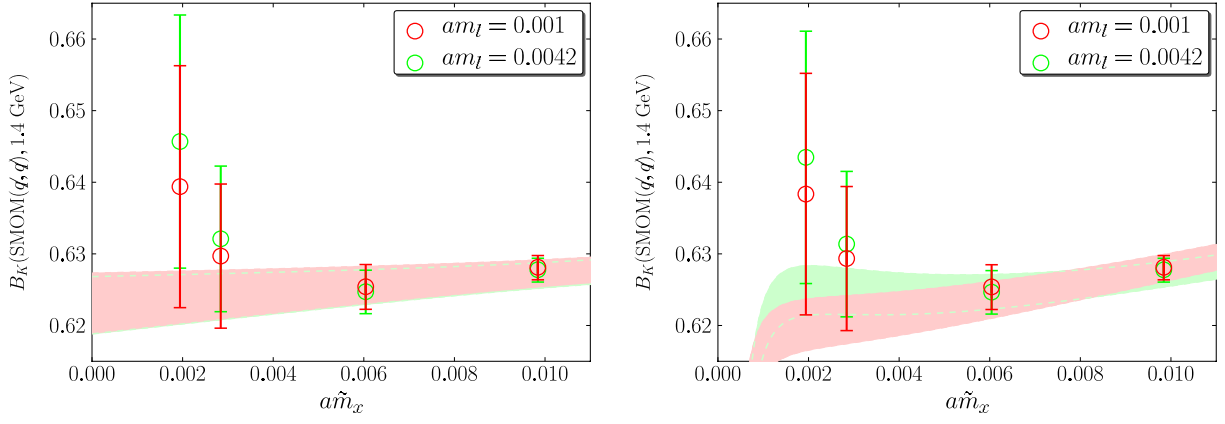 0.66
0.65
0.64
0.63
0.62
B_K(SMOM(q̸, q̸), 1.4 GeV)
am_l = 0.001
am_l = 0.0042
0.000 0.002 0.004 0.006 0.008 0.010
am̃_x
0.66
0.65
0.64
0.63
0.62
B_K(SMOM(q̸, q̸), 1.4 GeV)
am_l = 0.001
am_l = 0.0042
0.000 0.002 0.004 0.006 0.008 0.010
am̃_x